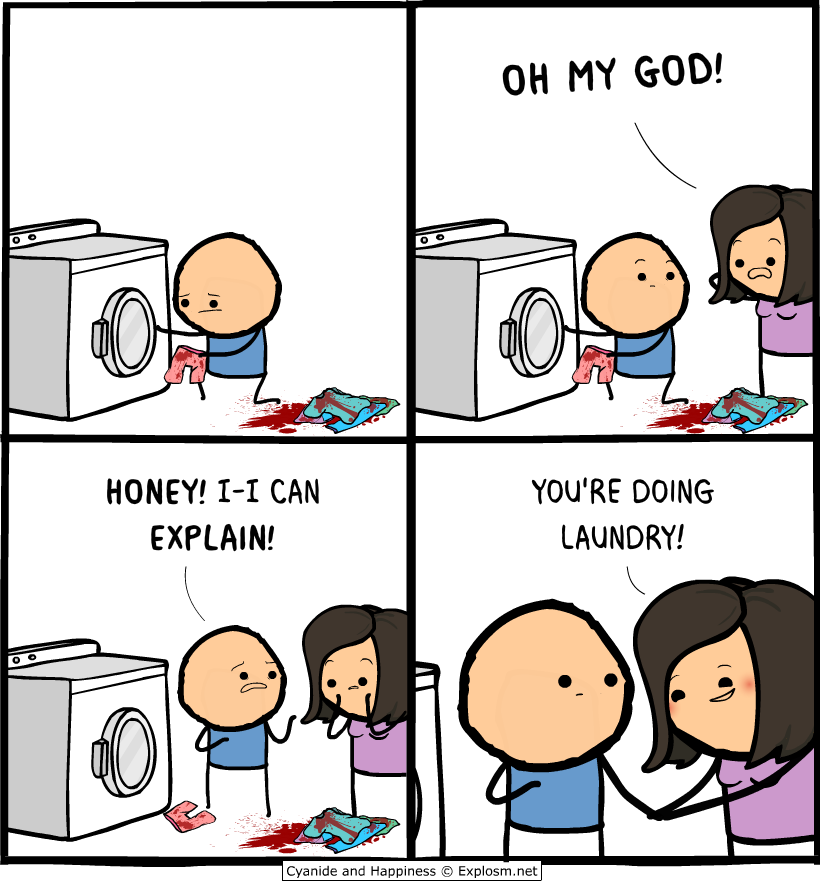 OH MY GOD!
HONEY! I-I CAN
EXPLAIN!
YOU'RE DOING
LAUNDRY!
Cyanide and Happiness © Explosm.net